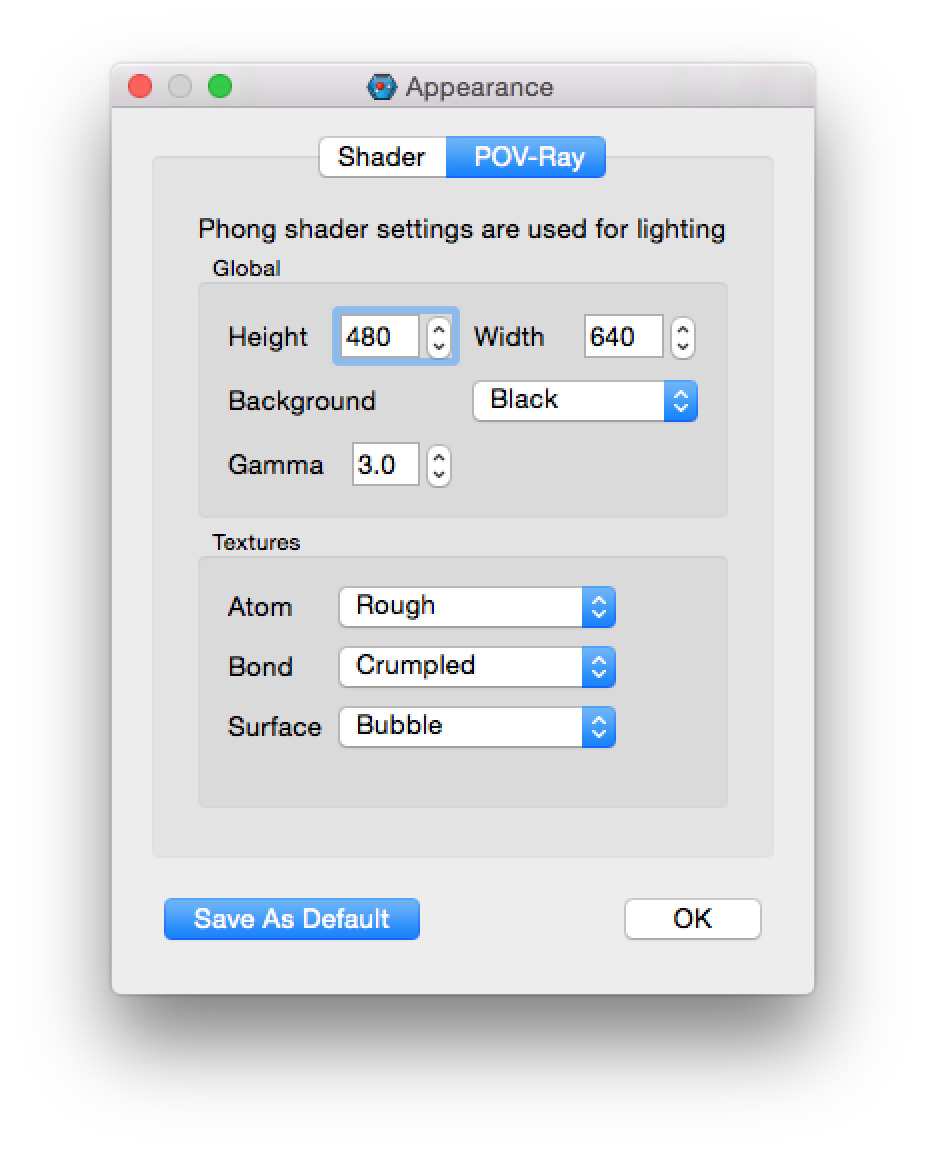 Appearance
Shader POV-Ray
Phong shader settings are used for lighting
Global
Height 480 Width 640
Background Black
Gamma 3.0
Textures
Atom Rough
Bond Crumpled
Surface Bubble
Save As Default OK